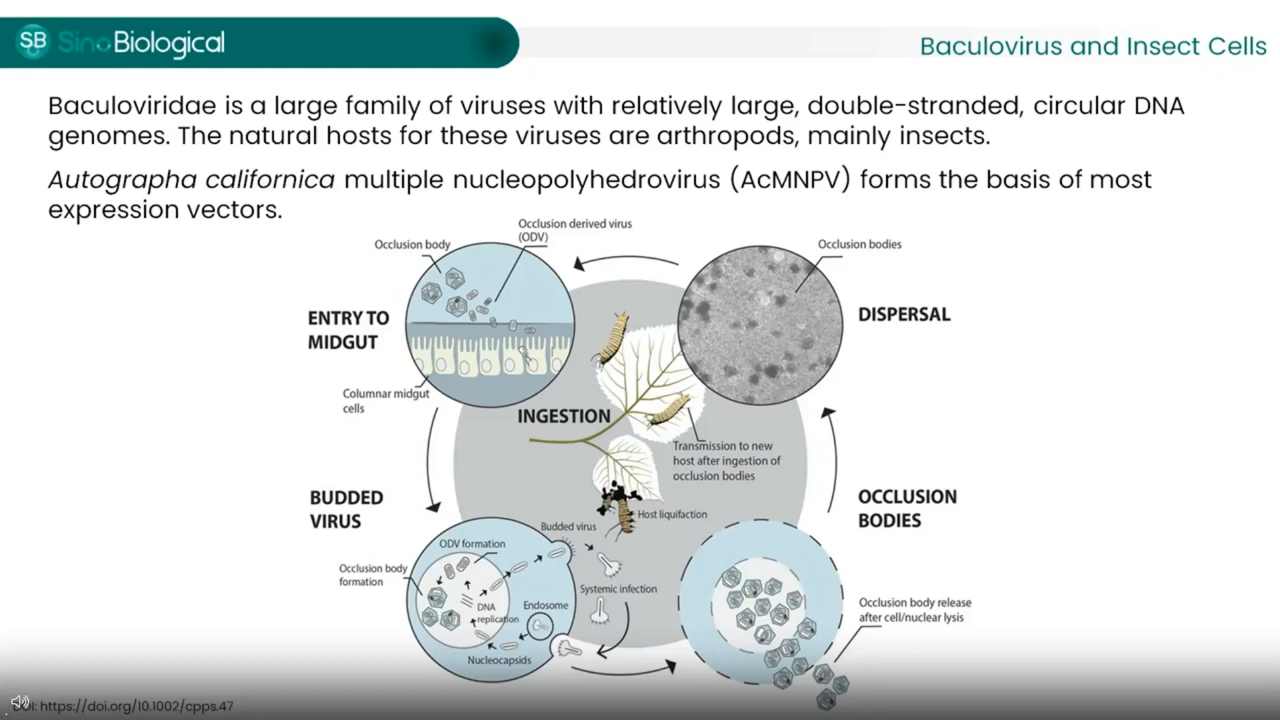 SB SinoBiological
Baculovirus and Insect Cells
Baculoviridae is a large family of viruses with relatively large, double-stranded, circular DNA
genomes. The natural hosts for these viruses are arthropods, mainly insects.
Autographa californica multiple nucleopolyhedrovirus (AcMNPV) forms the basis of most
expression vectors.
Occlusion body
Occlusion derived virus
(ODV)
Occlusion bodies
ENTRY TO
MIDGUT
DISPERSAL
Columnar midgut
cells
INGESTION
Transmission to new
host after ingestion of
occlusion bodies
BUDDED
VIRUS
OCCLUSION
BODIES
Host liquifaction
Budded virus
ODV formation
Occlusion body
formation
Systemic infection
DNA
replication
Endosome
Nucleocapsids
Occlusion body release
after cell/nuclear lysis
DOI: https://doi.org/10.1002/cpps.47